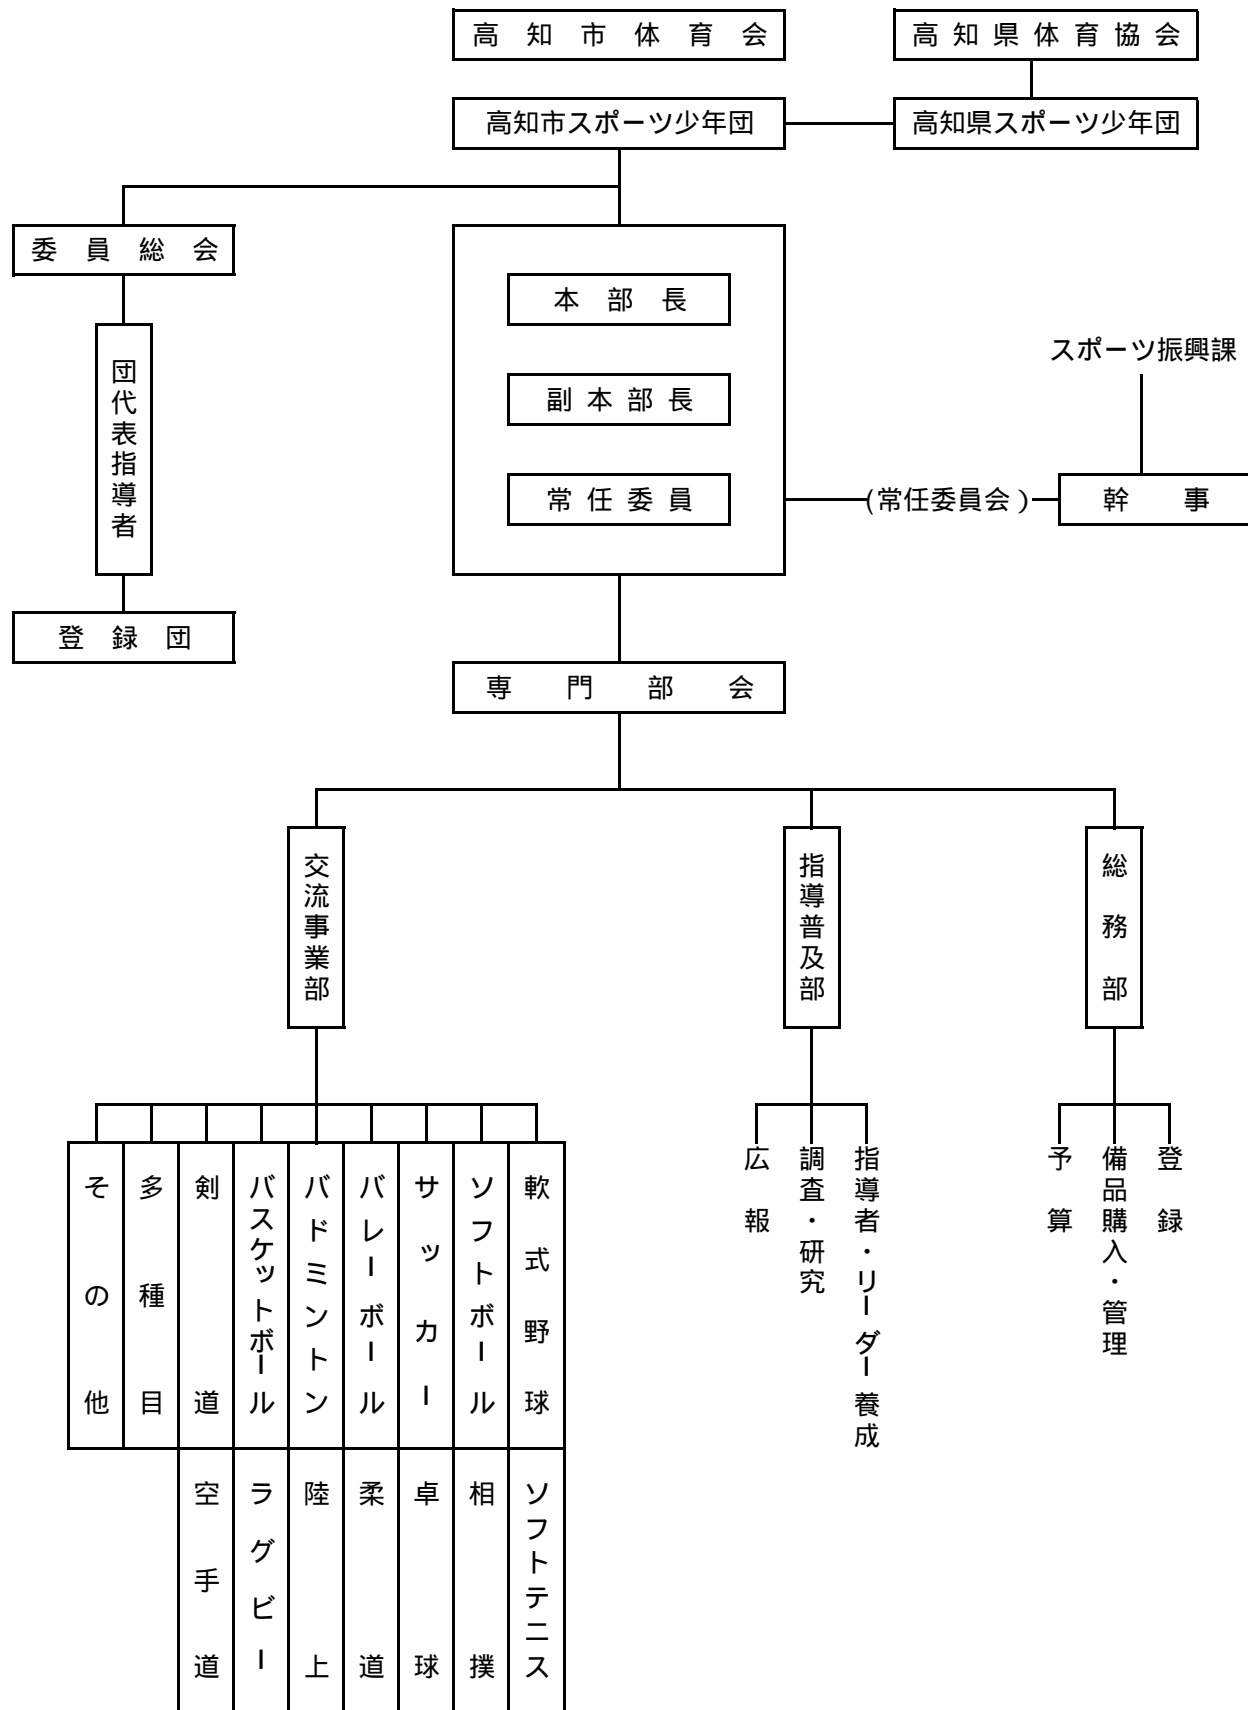 高知市体育会
高知県体育協会
高知市スポーツ少年団
高知県スポーツ少年団
委員総会
本部長
スポーツ振興課
団代表指導者
副本部長
常任委員
(常任委員会)
幹事
登録団
専門部会
交流事業部
指導普及部
総務部
その他
多種目
剣道
バスケットボール
バドミントン
バレーボール
サッカー
ソフトボール
軟式野球
広報
調査・研究
指導者・リーダー養成
予算
備品購入・管理
登録
空手道
ラグビー
陸上
柔道
卓球
相撲
ソフトテニス